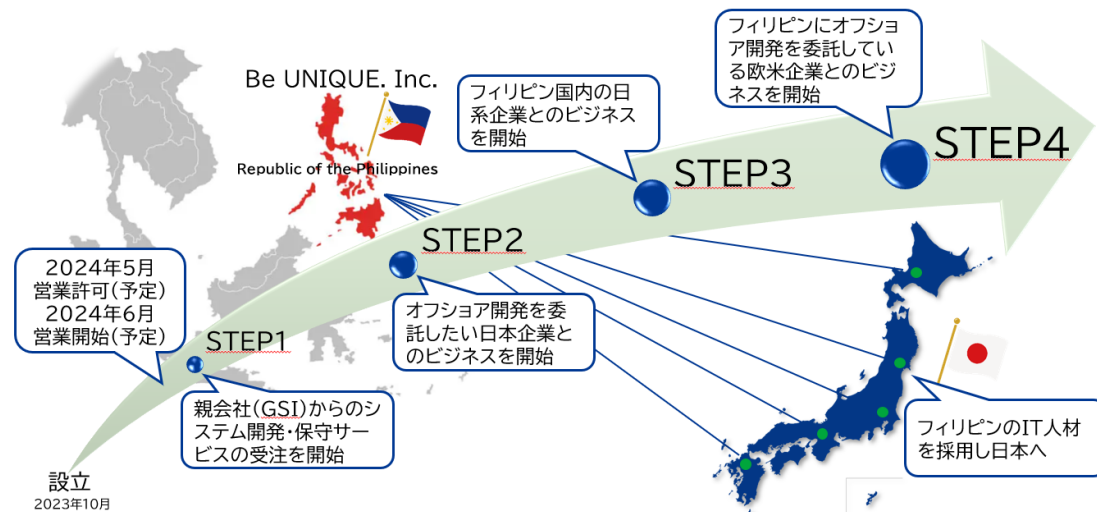 Be UNIQUE. Inc.
Republic of the Philippines
フィリピン国内の日
系企業とのビジネス
を開始
フィリピンにオフショ
ア開発を委託してい
る欧米企業とのビジ
ネスを開始
STEP4
STEP3
STEP2
オフショア開発を委
託したい日本企業と
のビジネスを開始
2024年5月
営業許可(予定)
2024年6月
営業開始(予定)
STEP1
親会社(GSI)からのシ
ステム開発・保守サー
ビスの受注を開始
フィリピンのIT人材
を採用し日本へ
設立
2023年10月